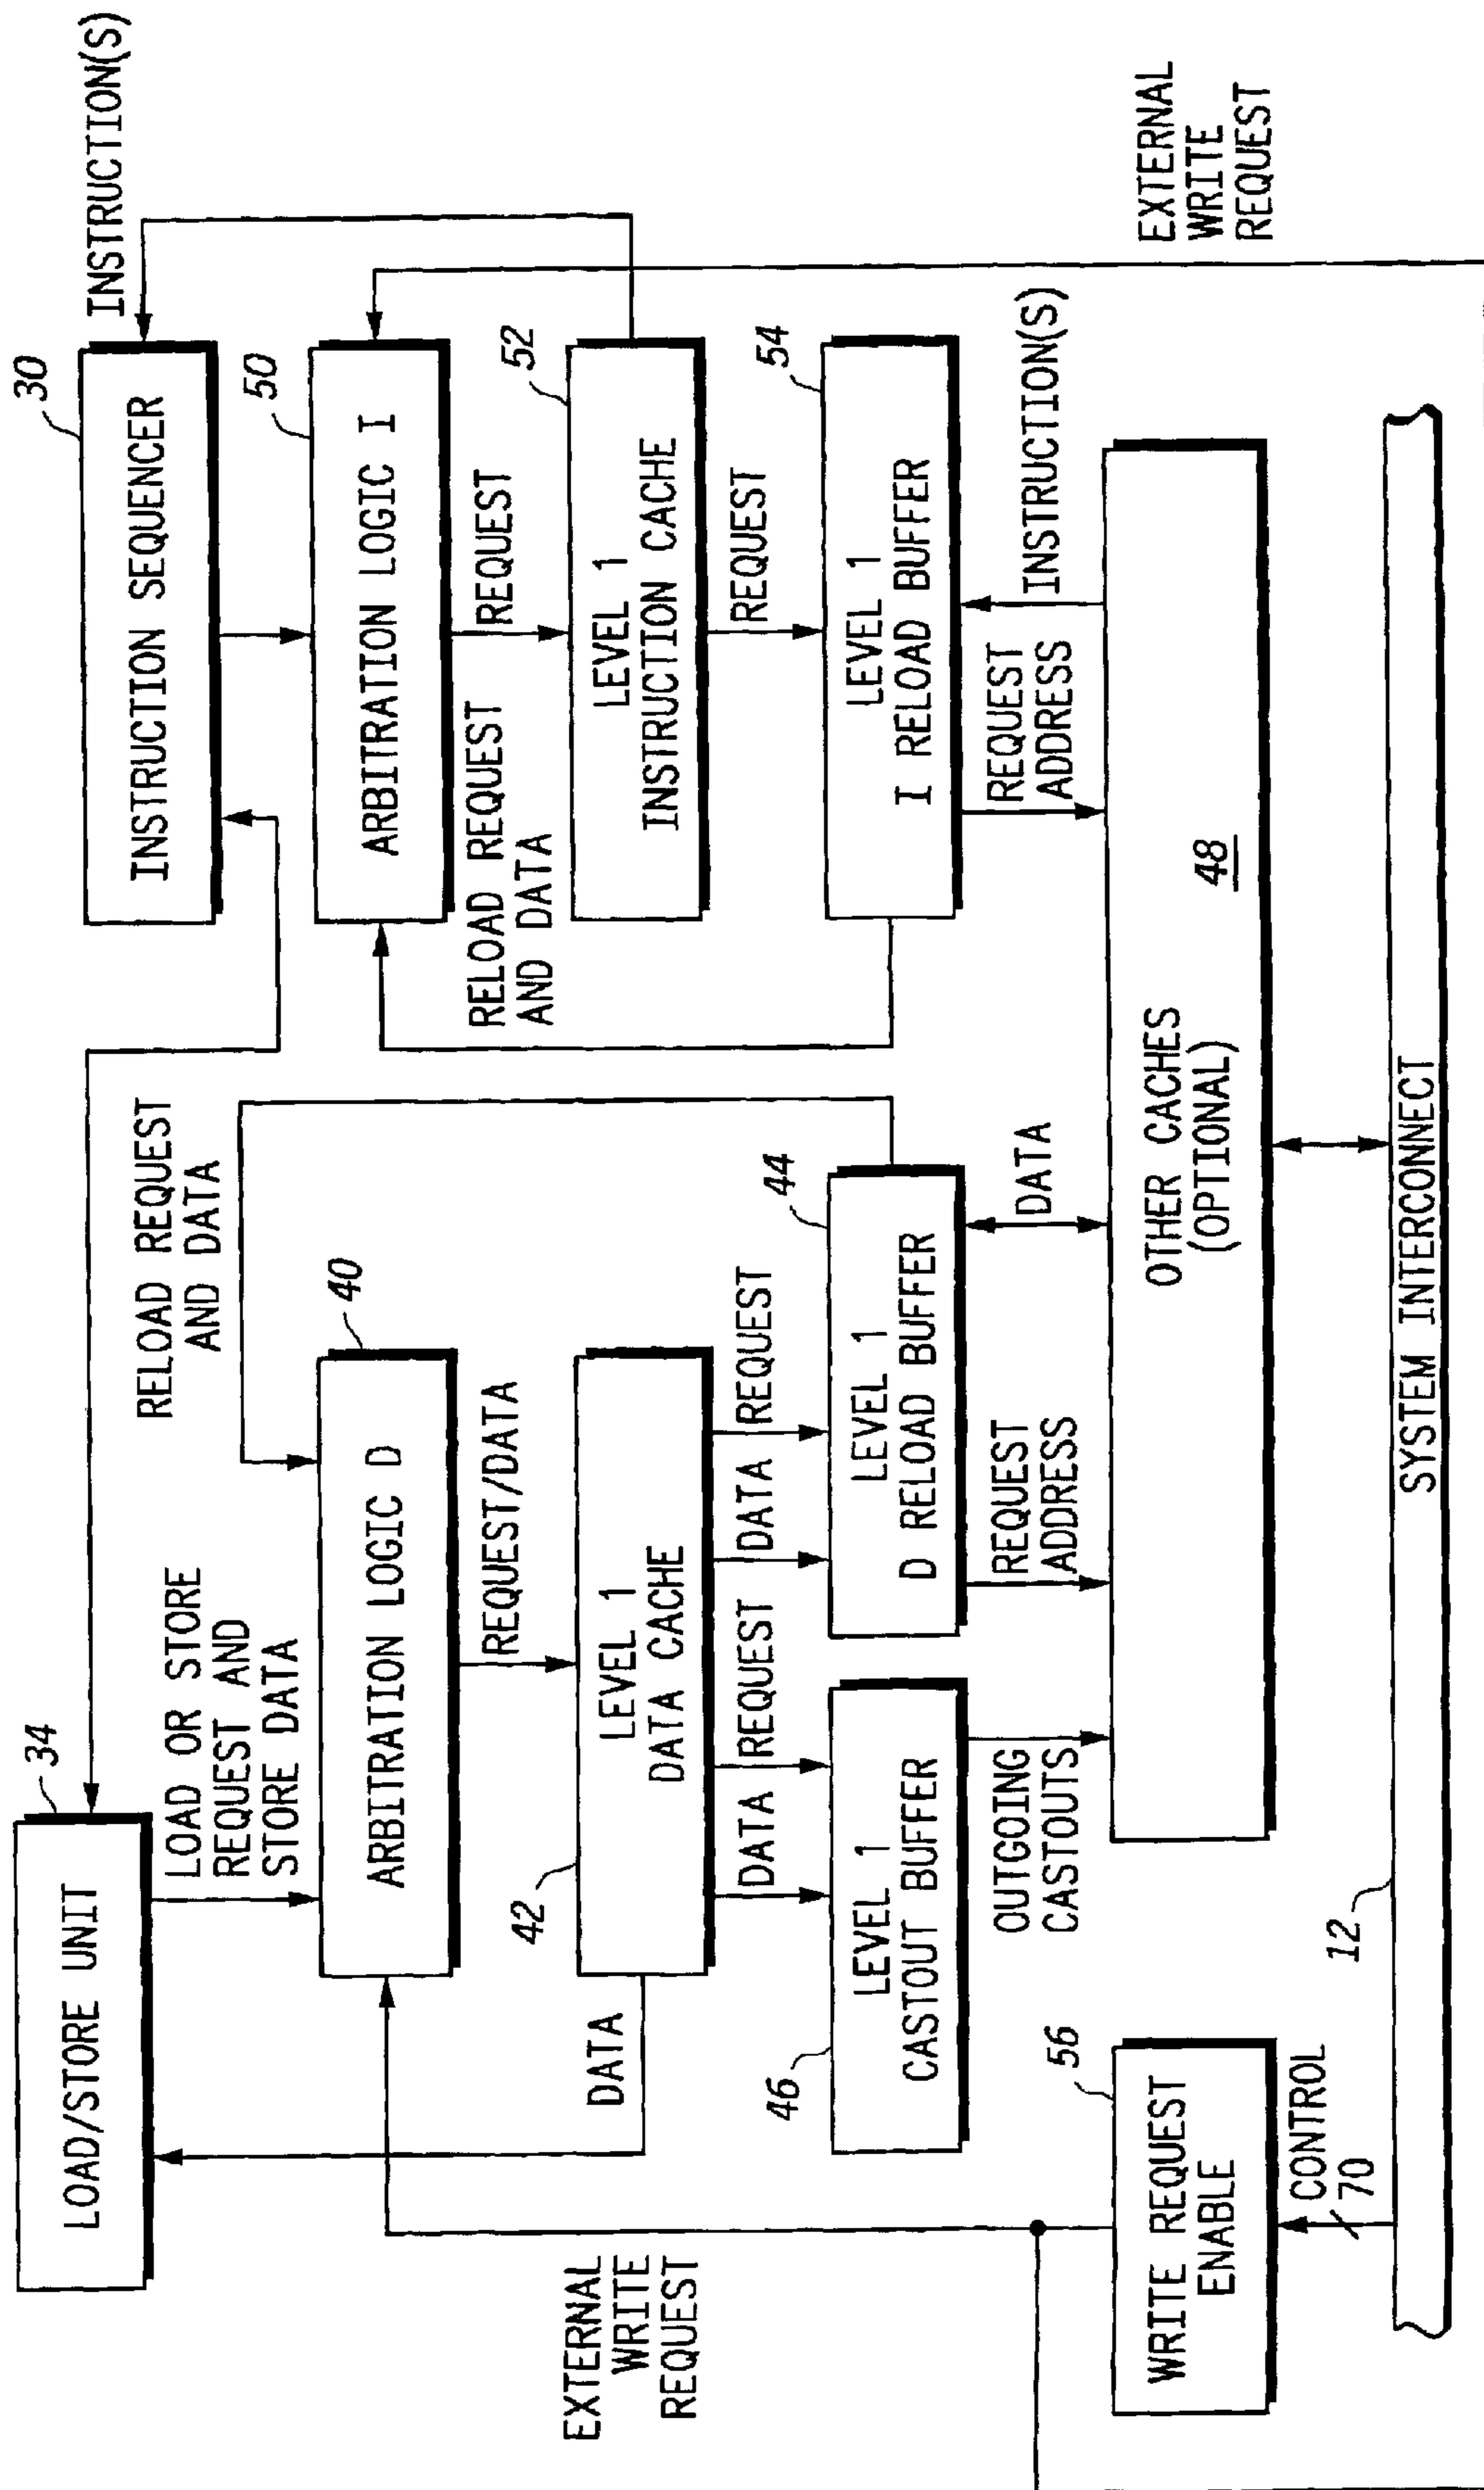 34
LOAD/STORE UNIT
LOAD OR STORE
REQUEST AND
STORE DATA
RELOAD REQUEST
AND DATA
30
INSTRUCTION SEQUENCER
INSTRUCTION(S)
40
ARBITRATION LOGIC D
50
ARBITRATION LOGIC I
REQUEST/DATA
RELOAD REQUEST
AND DATA
REQUEST
EXTERNAL
WRITE
REQUEST
DATA
42
LEVEL 1
DATA CACHE
52
LEVEL 1
INSTRUCTION CACHE
DATA
REQUEST
DATA
REQUEST
REQUEST
46
LEVEL 1
CASTOUT BUFFER
44
LEVEL 1
D RELOAD BUFFER
54
LEVEL 1
I RELOAD BUFFER
OUTGOING
CASTOUTS
REQUEST
ADDRESS
DATA
REQUEST
ADDRESS
INSTRUCTION(S)
56
WRITE REQUEST
ENABLE
OTHER CACHES
(OPTIONAL)
48
EXTERNAL
WRITE
REQUEST
CONTROL
70
12
SYSTEM INTERCONNECT